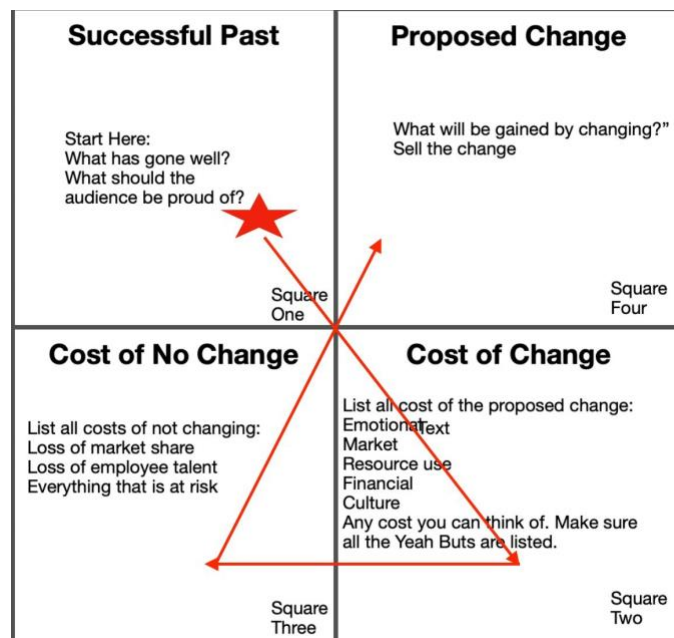 Successful Past
Start Here:
What has gone well?
What should the
audience be proud of?
Square
One
Proposed Change
What will be gained by changing?”
Sell the change
Square
Four
Cost of No Change
List all costs of not changing:
Loss of market share
Loss of employee talent
Everything that is at risk
Square
Three
Cost of Change
List all cost of the proposed change:
Emotional
Text
Market
Resource use
Financial
Culture
Any cost you can think of. Make sure
all the Yeah Buts are listed.
Square
Two